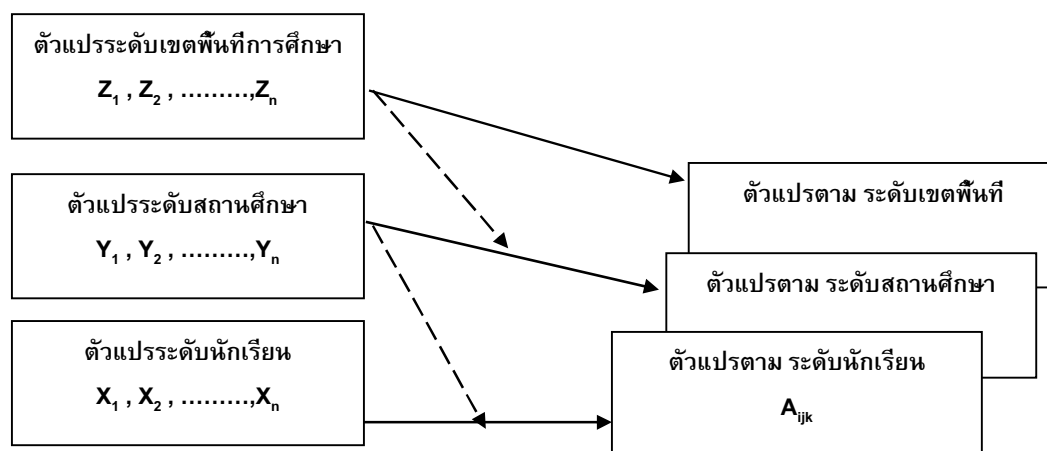 ตัวแปรระดับเขตพื้นที่การศึกษา
Z1 , Z2 , ………,Zn
ตัวแปรระดับสถานศึกษา
Y1 , Y2 , ………,Yn
ตัวแปรระดับนักเรียน
X1 , X2 , ………,Xn
ตัวแปรตาม ระดับเขตพื้นที่
ตัวแปรตาม ระดับสถานศึกษา
ตัวแปรตาม ระดับนักเรียน
Aijk